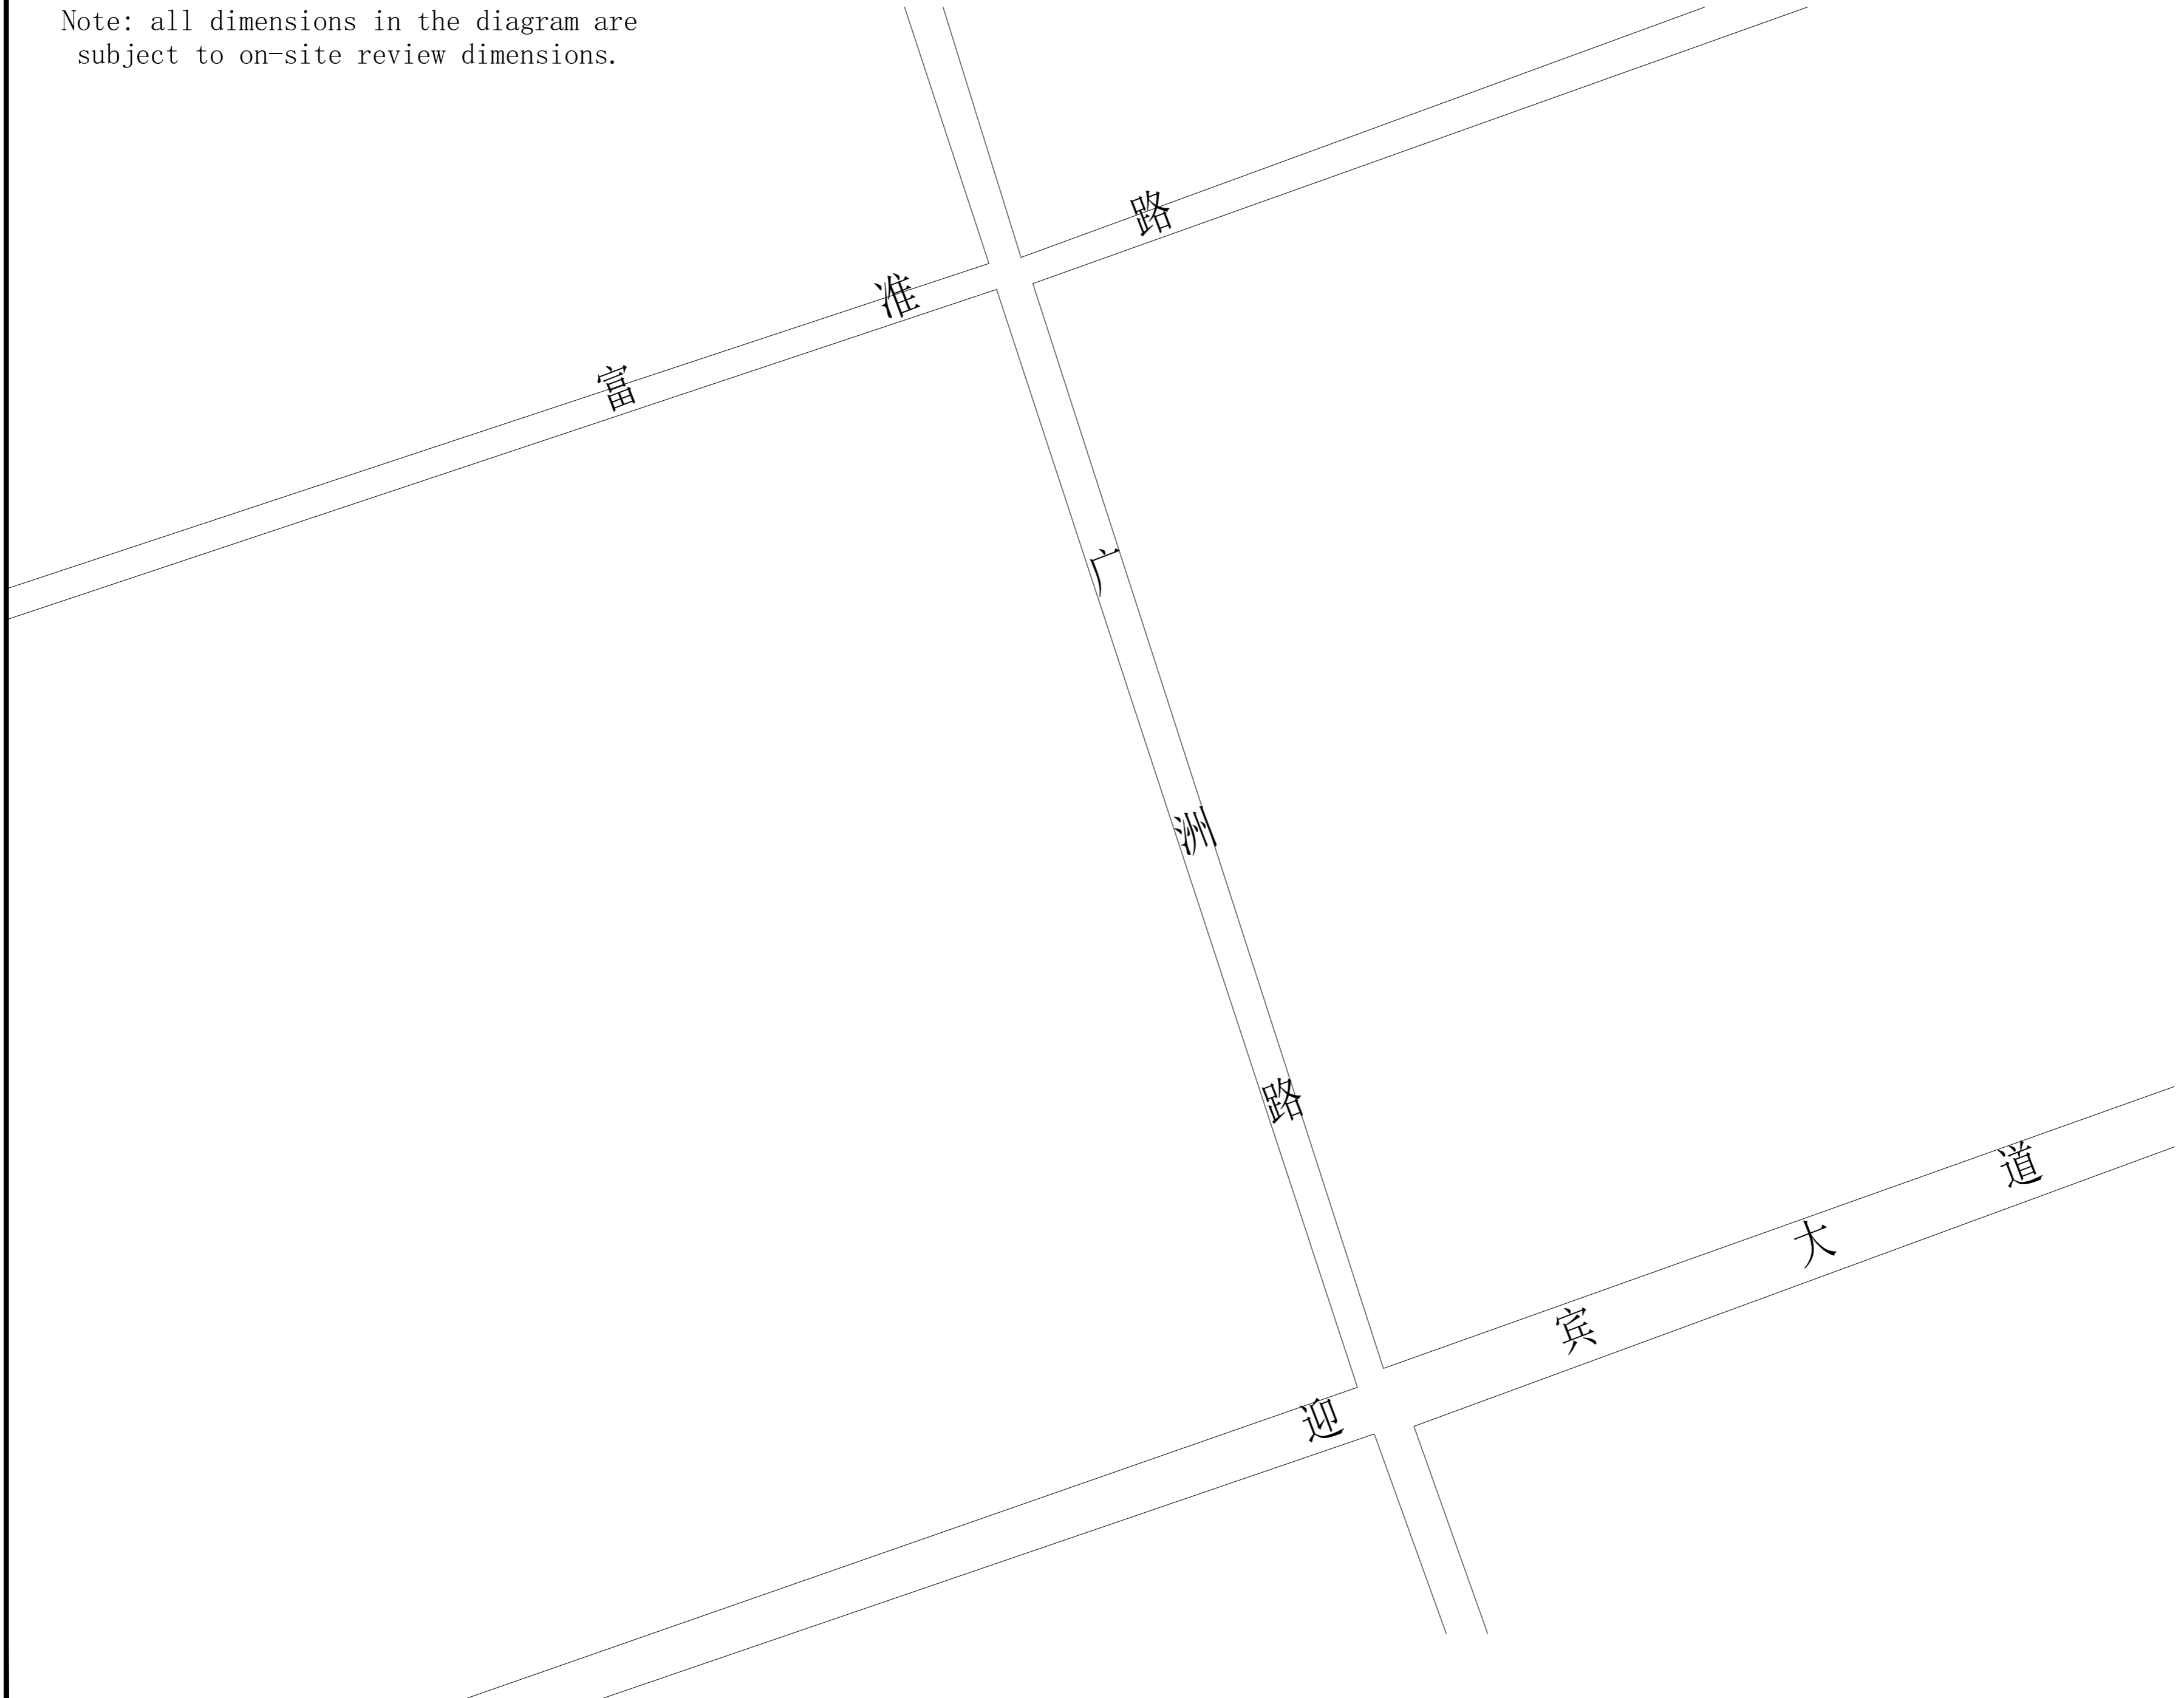 Note: all dimensions in the diagram are
subject to on-site review dimensions.
富准路
广洲路
迎宾大道